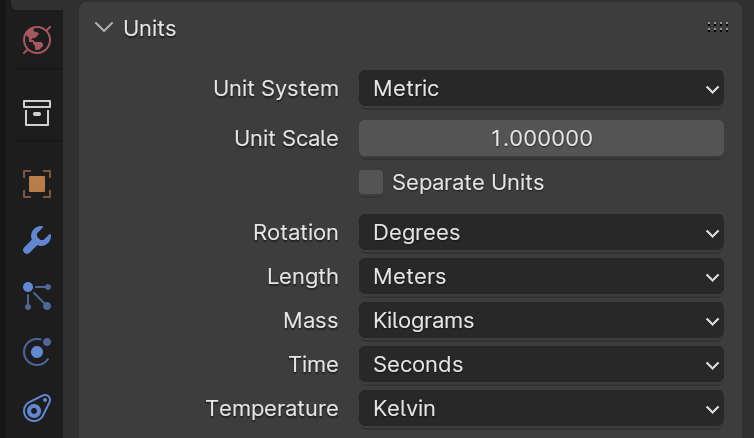 Units
Unit System Metric
Unit Scale 1.000000
Separate Units
Rotation Degrees
Length Meters
Mass Kilograms
Time Seconds
Temperature Kelvin